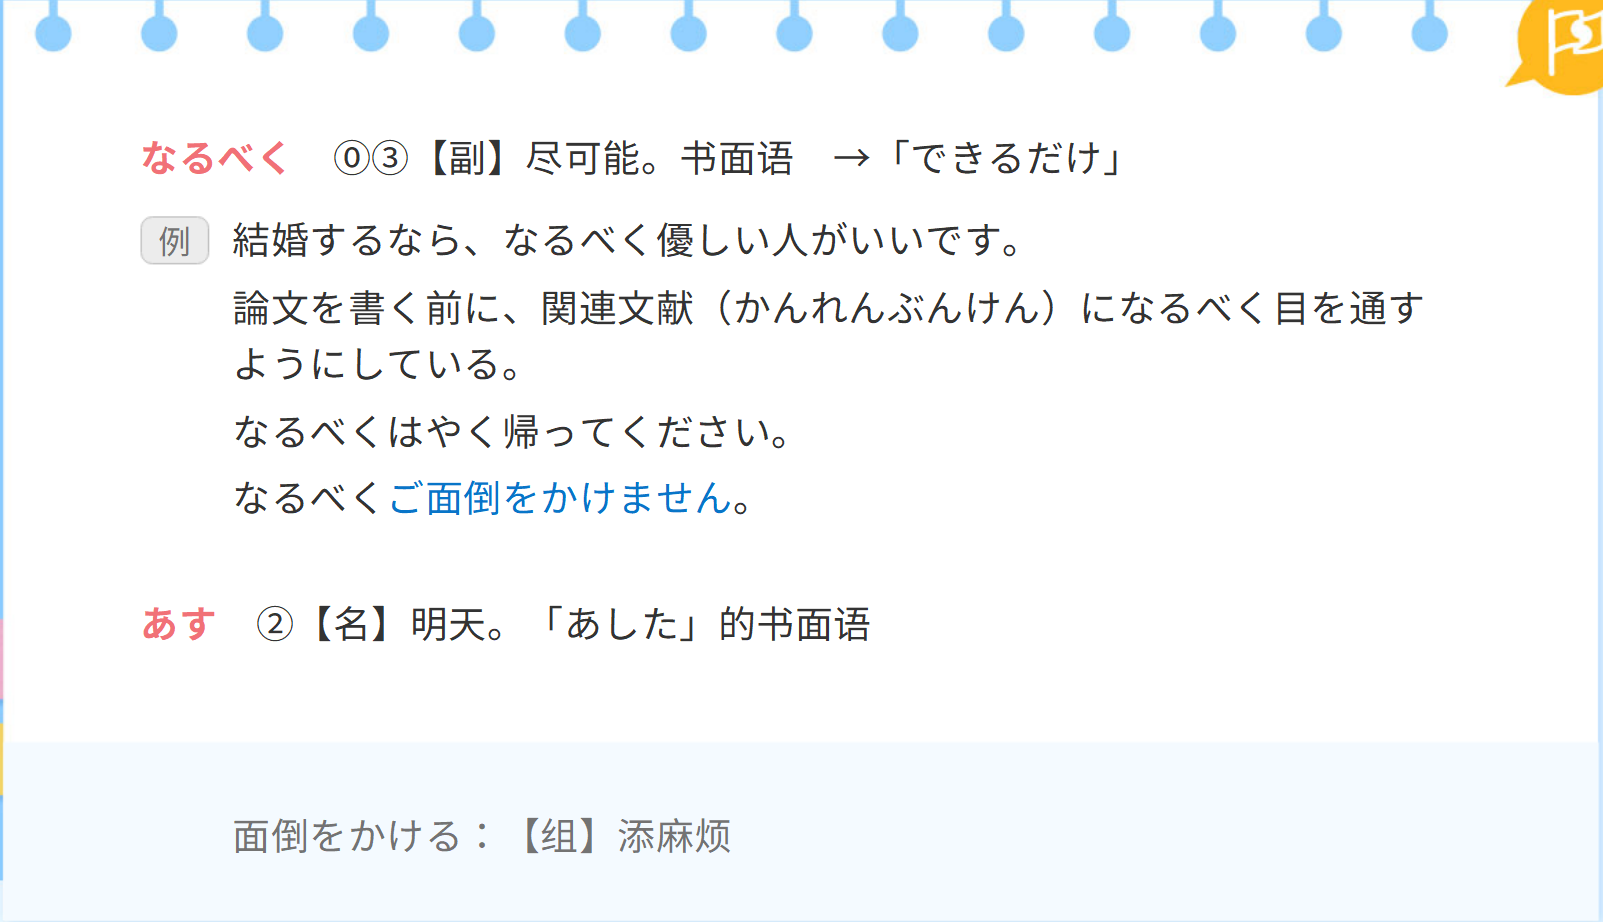 なるべく　⓪③【副】尽可能。书面语　→「できるだけ」
例 結婚するなら、なるべく優しい人がいいです。
論文を書く前に、関連文献（かんれんぶんけん）になるべく目を通す
ようにしている。
なるべくはやく帰ってください。
なるべくご面倒をかけません。
あす　②【名】明天。「あした」的书面语
面倒をかける：【组】添麻烦